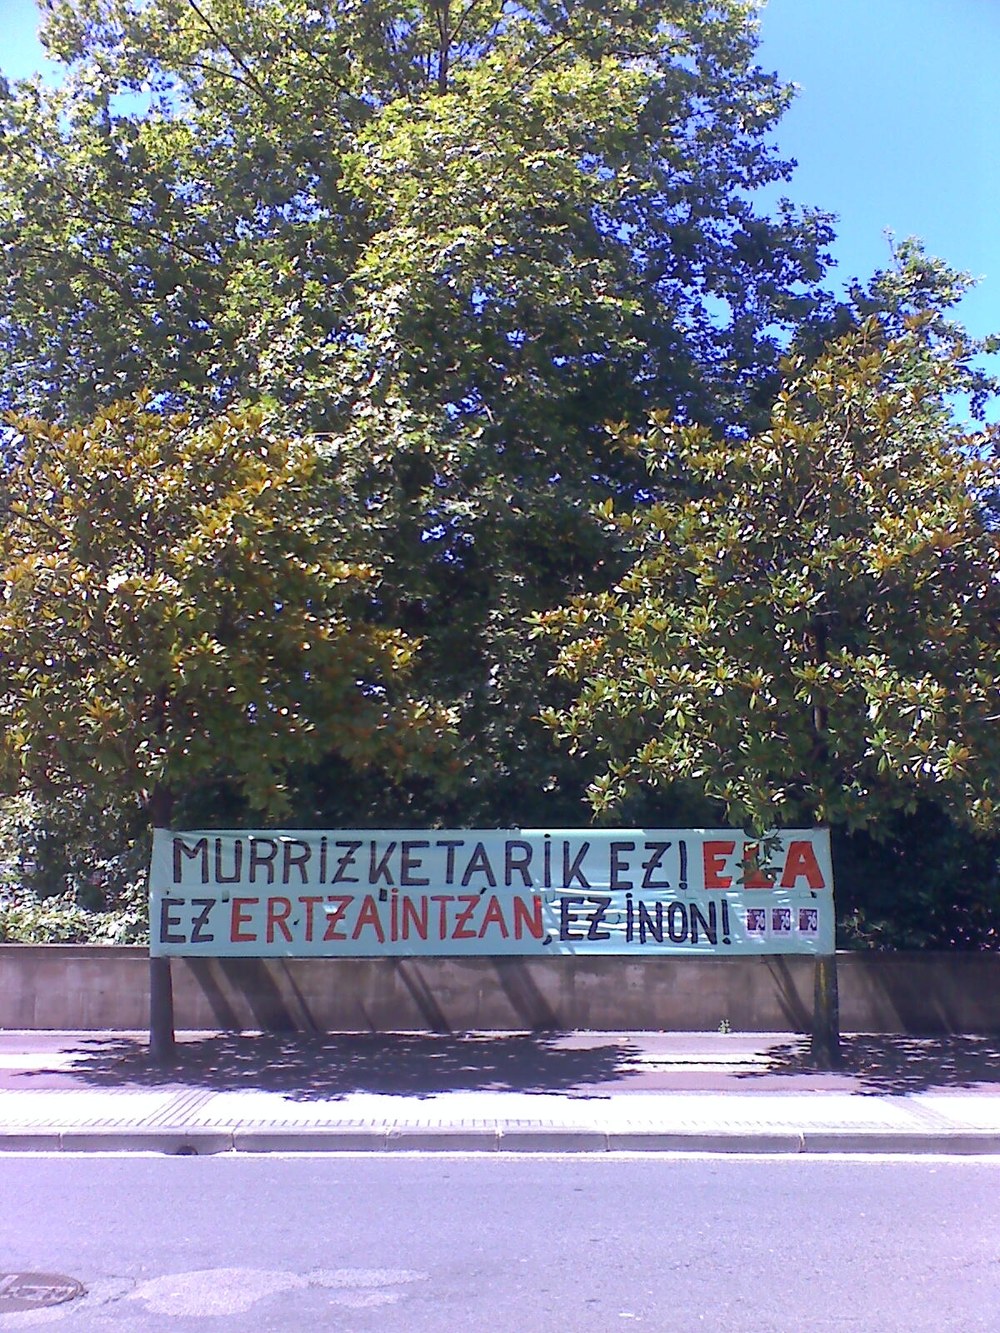 MURRIZKETARIK EZ! ELA
EZ ERTZAINTZAN, EZ INON!